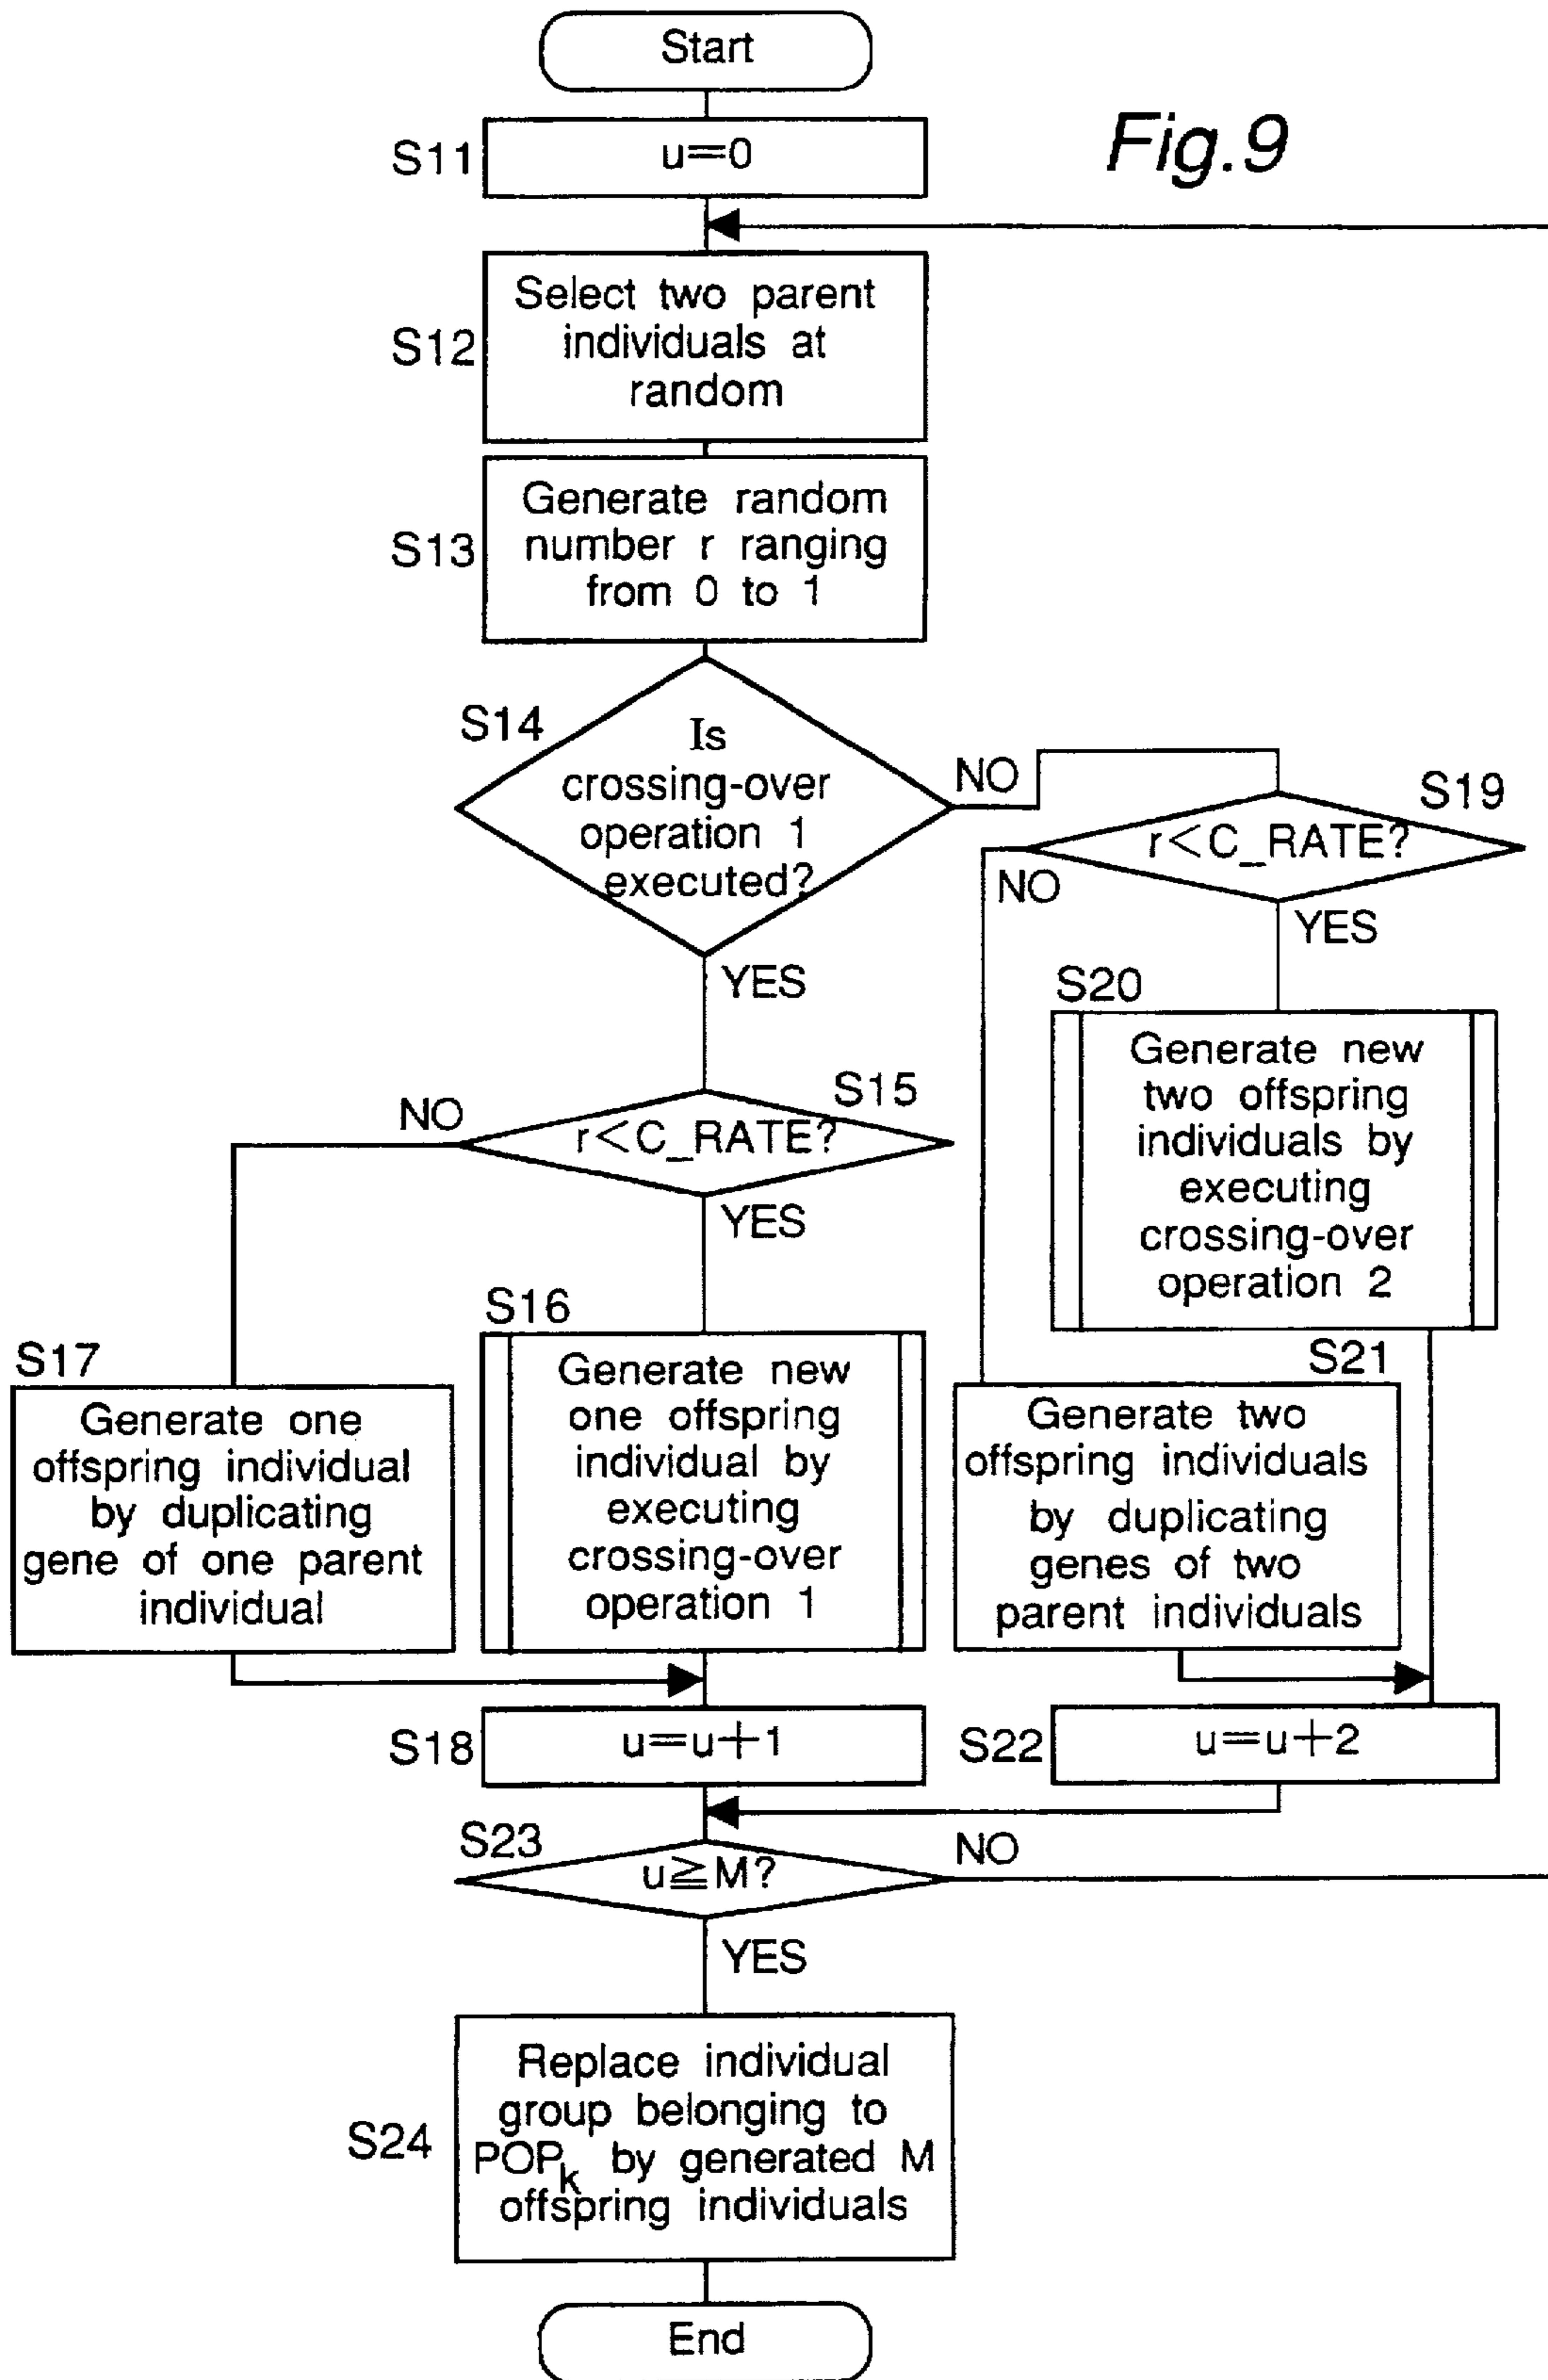 Start
Fig.9
S11
u=0
S12
Select two parent
individuals at
random
S13
Generate random
number r ranging
from 0 to 1
S14
Is
crossing-over
operation 1
executed?
NO
YES
S19
r<C_RATE?
NO
YES
S20
Generate new
two offspring
individuals by
executing
crossing-over
operation 2
S15
r<C_RATE?
NO
YES
S16
Generate new
one offspring
individual by
executing
crossing-over
operation 1
S17
Generate one
offspring individual
by duplicating
gene of one parent
individual
S21
Generate two
offspring individuals
by duplicating
genes of two
parent individuals
S18
u=u+1
S22
u=u+2
S23
u≧M?
NO
YES
S24
Replace individual
group belonging to
POPk by generated M
offspring individuals
End